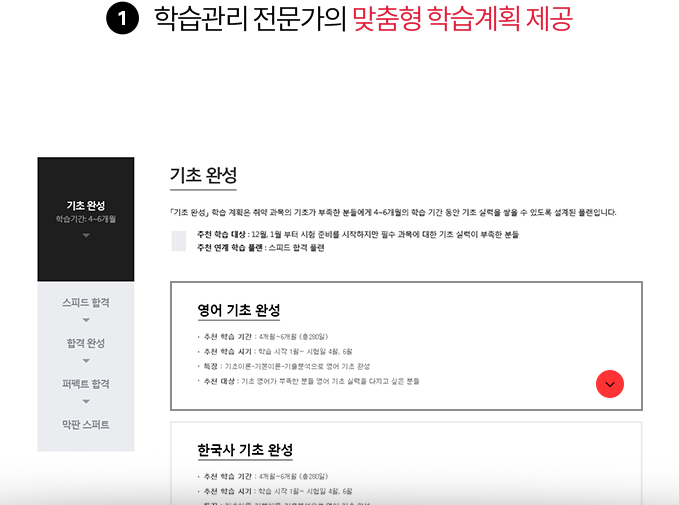 1 학습관리 전문가의 맞춤형 학습계획 제공
기초 완성
학습기간: 4~6개월
스피드 합격
합격 완성
퍼펙트 합격
막판 스퍼트
기초 완성
「기초 완성」 학습 계획은 취약 과목의 기초가 부족한 분들에게 4~6개월의 학습 기간 동안 기초 실력을 쌓을 수 있도록 설계된 플랜입니다.
추천 학습 대상 : 12월, 1월 부터 시험 준비를 시작하지만 필수 과목에 대한 기초 실력이 부족한 분들
추천 연계 학습 플랜 : 스피드 합격 플랜
영어 기초 완성
· 추천 학습 기간 : 4개월~6개월 (총280일)
· 추천 학습 시기 : 학습 시작 1월~ 시험일 4월, 6월
· 특징 : 기초이론-기본이론-기출분석으로 영어 기초 완성
· 추천 대상 : 기초 영어가 부족한 분들 영어 기초 실력을 다지고 싶은 분들
한국사 기초 완성
· 추천 학습 기간 : 4개월~6개월 (총280일)
· 추천 학습 시기 : 학습 시작 1월~ 시험일 4월, 6월